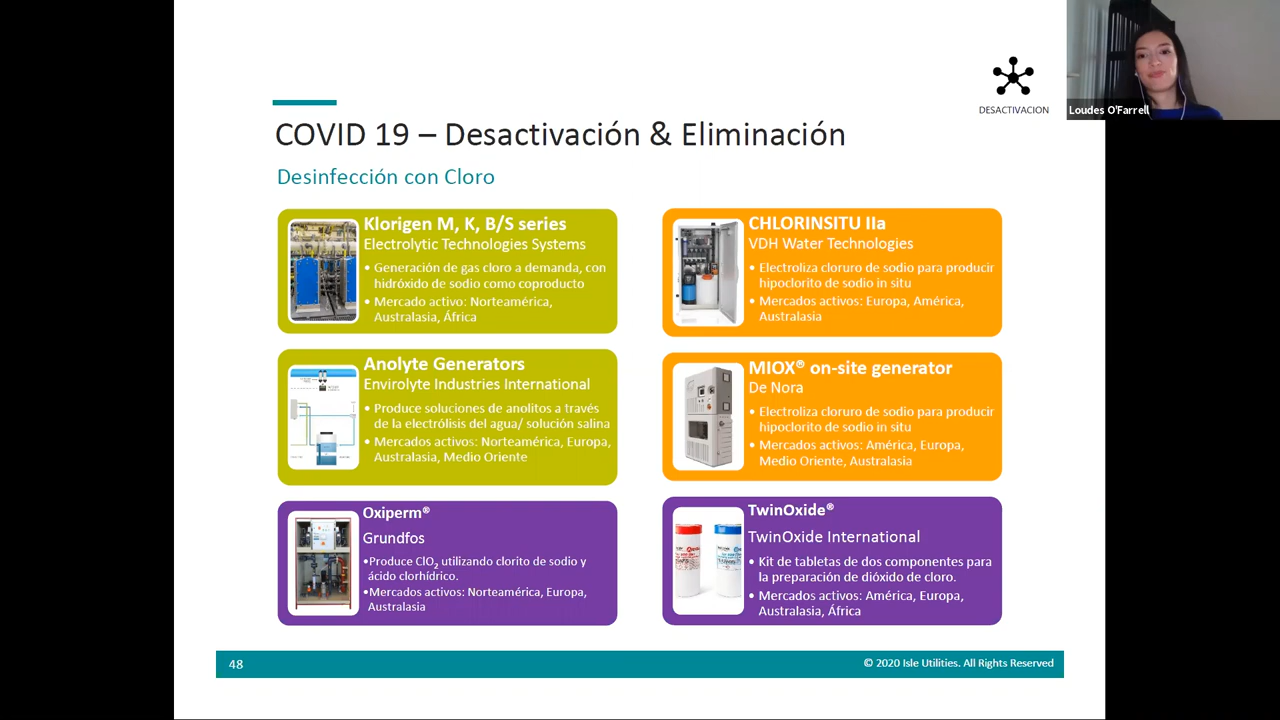 DESACTIVACION
Loudes O'Farrell
COVID 19 – Desactivación & Eliminación
Desinfección con Cloro
Klorigen M, K, B/S series
Electrolytic Technologies Systems
• Generación de gas cloro a demanda, con
hidróxido de sodio como coproducto
• Mercado activo: Norteamérica,
Australasia, África
CHLORINSITU IIa
VDH Water Technologies
• Electroliza cloruro de sodio para producir
hipoclorito de sodio in situ
• Mercados activos: Europa, América,
Australasia
Anolyte Generators
Envirolyte Industries International
• Produce soluciones de anolitos a través
de la electrólisis del agua/ solución salina
• Mercados activos: Norteamérica, Europa,
Australasia, Medio Oriente
MIOX® on-site generator
De Nora
• Electroliza cloruro de sodio para producir
hipoclorito de sodio in situ
• Mercados activos: América, Europa,
Medio Oriente, Australasia
Oxiperm®
Grundfos
•Produce ClO₂ utilizando clorito de sodio y
ácido clorhídrico.
•Mercados activos: Norteamérica, Europa,
Australasia
TwinOxide®
TwinOxide International
• Kit de tabletas de dos componentes para
la preparación de dióxido de cloro.
• Mercados activos: América, Europa,
Australasia, África
48
© 2020 Isle Utilities. All Rights Reserved